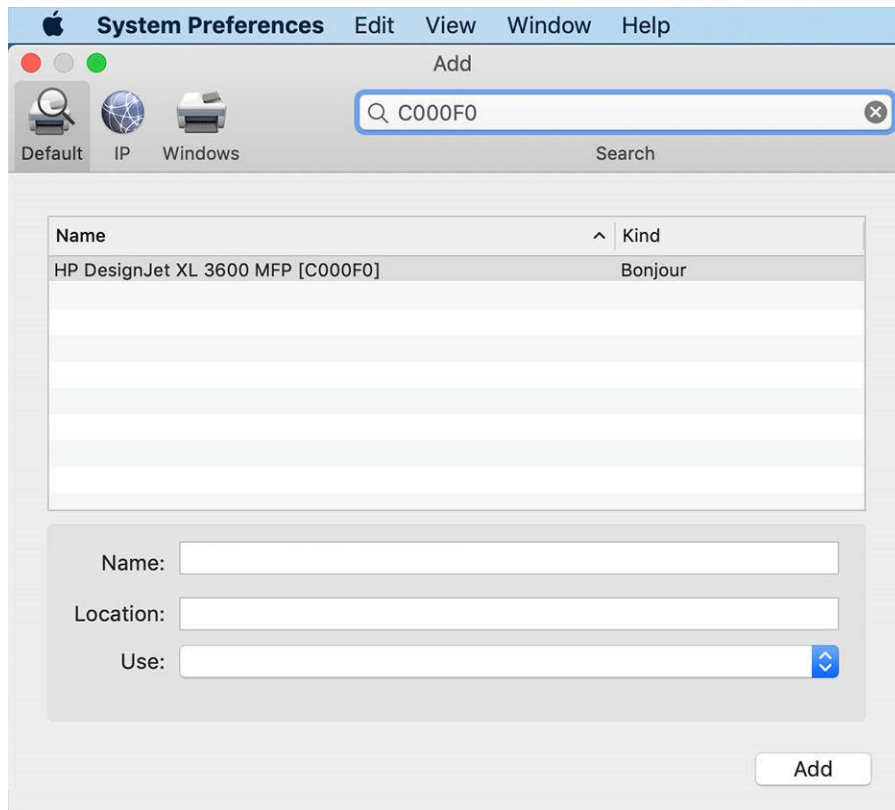 System Preferences Edit View Window Help
Add
C000F0
Default IP Windows Search
Name Kind
HP DesignJet XL 3600 MFP [C000F0] Bonjour
Name:
Location:
Use:
Add